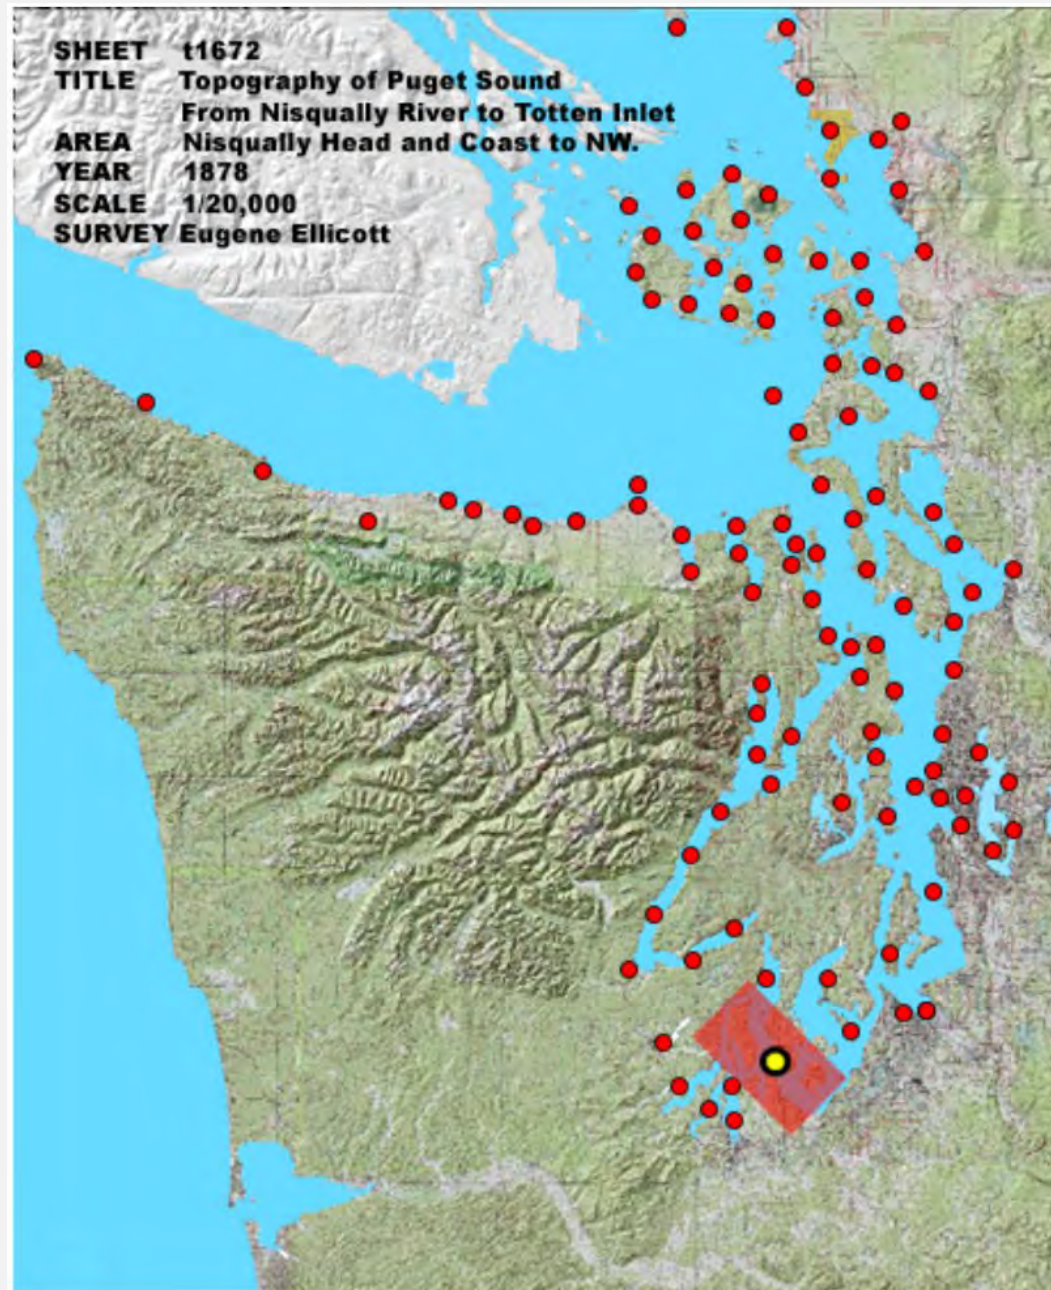 SHEET t1672
TITLE Topography of Puget Sound
From Nisqually River to Totten Inlet
AREA Nisqually Head and Coast to NW.
YEAR 1878
SCALE 1/20,000
SURVEY Eugene Ellicott